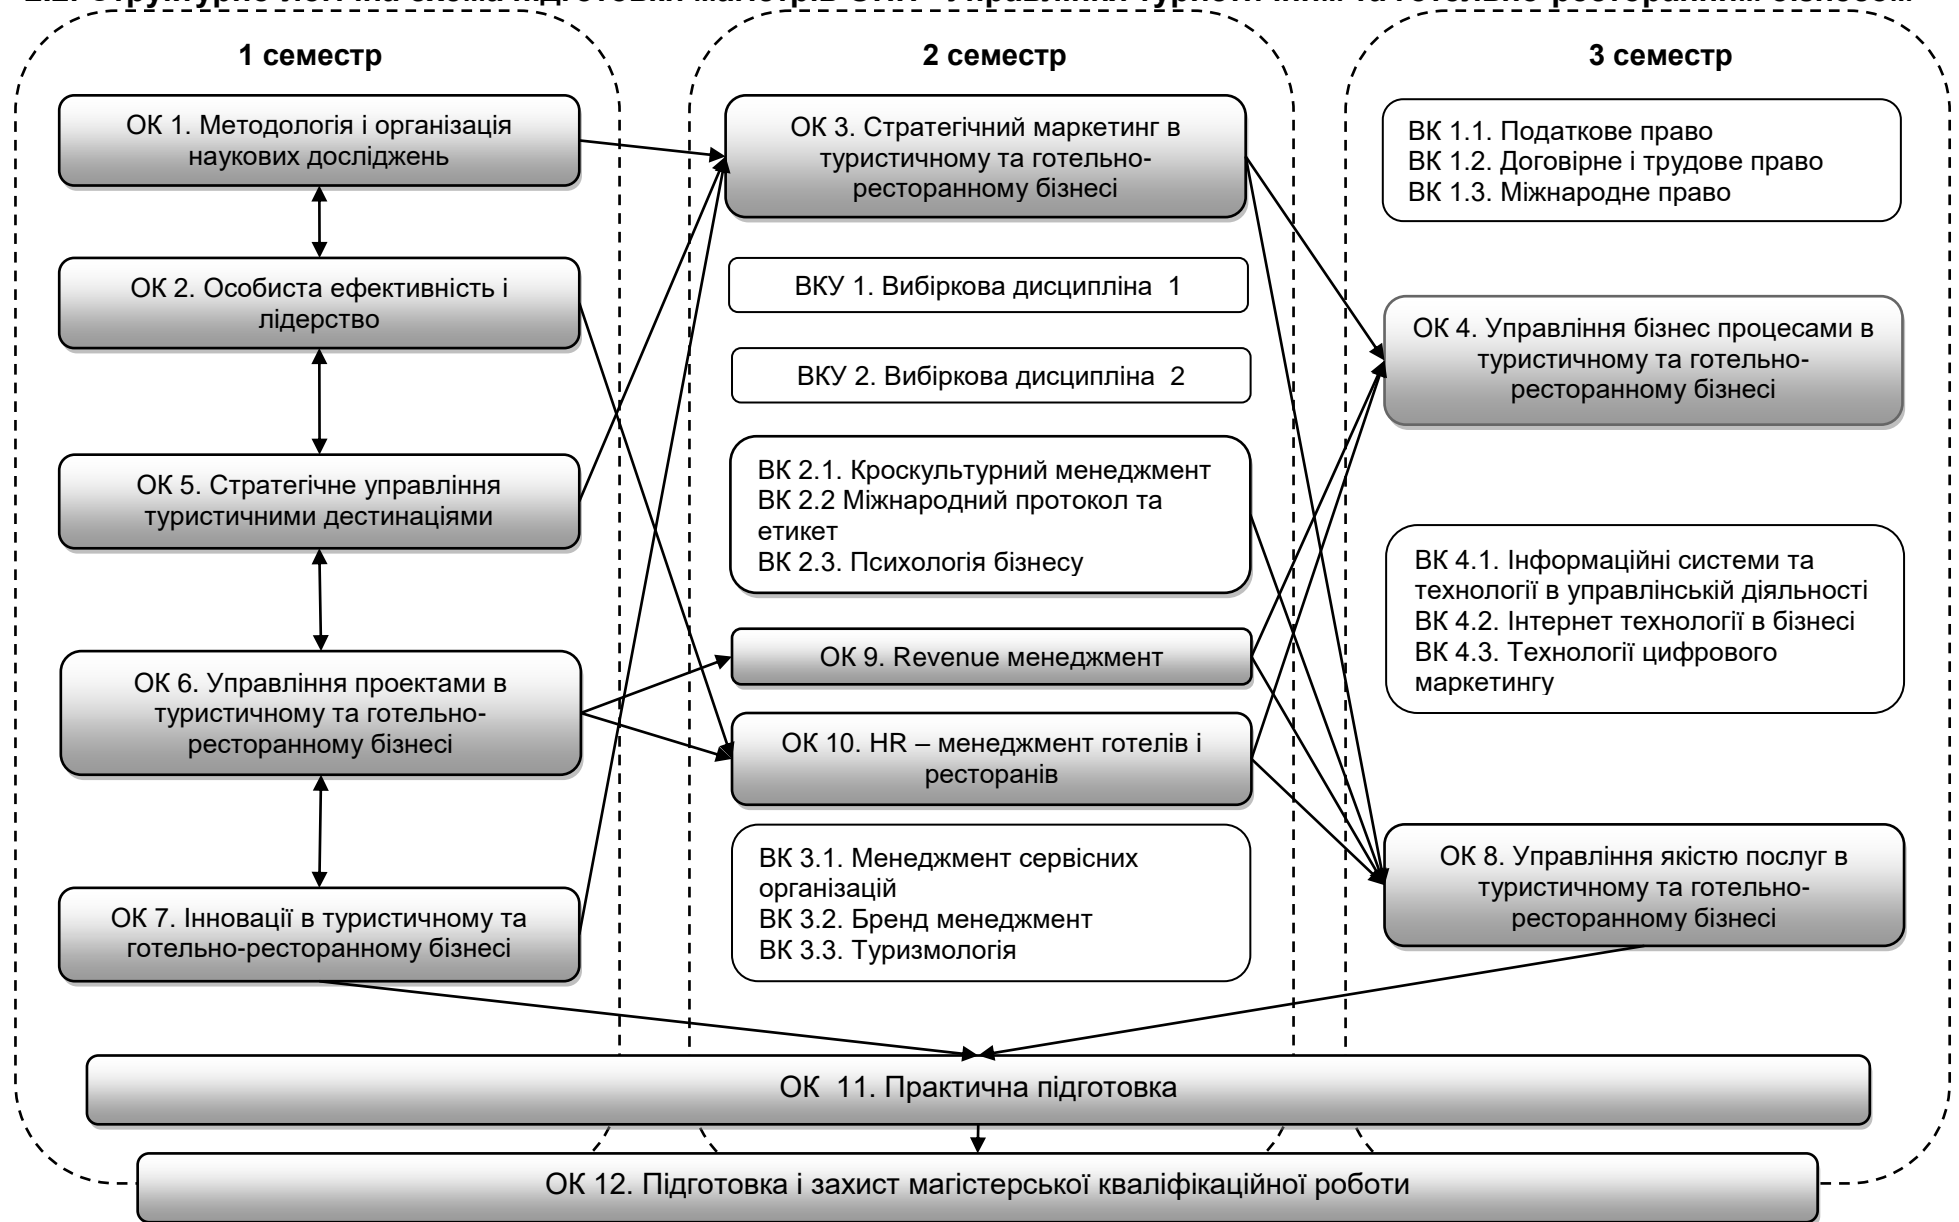 1 семестр
ОК 1. Методологія і організація
наукових досліджень
ОК 2. Особиста ефективність і
лідерство
ОК 5. Стратегічне управління
туристичними дестинаціями
ОК 6. Управління проектами в
туристичному та готельно-
ресторанному бізнесі
ОК 7. Інновації в туристичному та
готельно-ресторанному бізнесі
2 семестр
ОК 3. Стратегічний маркетинг в
туристичному та готельно-
ресторанному бізнесі
ВКУ 1. Вибіркова дисципліна 1
ВКУ 2. Вибіркова дисципліна 2
ВК 2.1. Кроскультурний менеджмент
ВК 2.2 Міжнародний протокол та
етикет
ВК 2.3. Психологія бізнесу
ОК 9. Revenue менеджмент
ОК 10. HR – менеджмент готелів і
ресторанів
ВК 3.1. Менеджмент сервісних
організацій
ВК 3.2. Бренд менеджмент
ВК 3.3. Туризмологія
3 семестр
ВК 1.1. Податкове право
ВК 1.2. Договірне і трудове право
ВК 1.3. Міжнародне право
ОК 4. Управління бізнес процесами в
туристичному та готельно-
ресторанному бізнесі
ВК 4.1. Інформаційні системи та
технології в управлінській діяльності
ВК 4.2. Інтернет технології в бізнесі
ВК 4.3. Технології цифрового
маркетингу
ОК 8. Управління якістю послуг в
туристичному та готельно-
ресторанному бізнесі
ОК 11. Практична підготовка
ОК 12. Підготовка і захист магістерської кваліфікаційної роботи